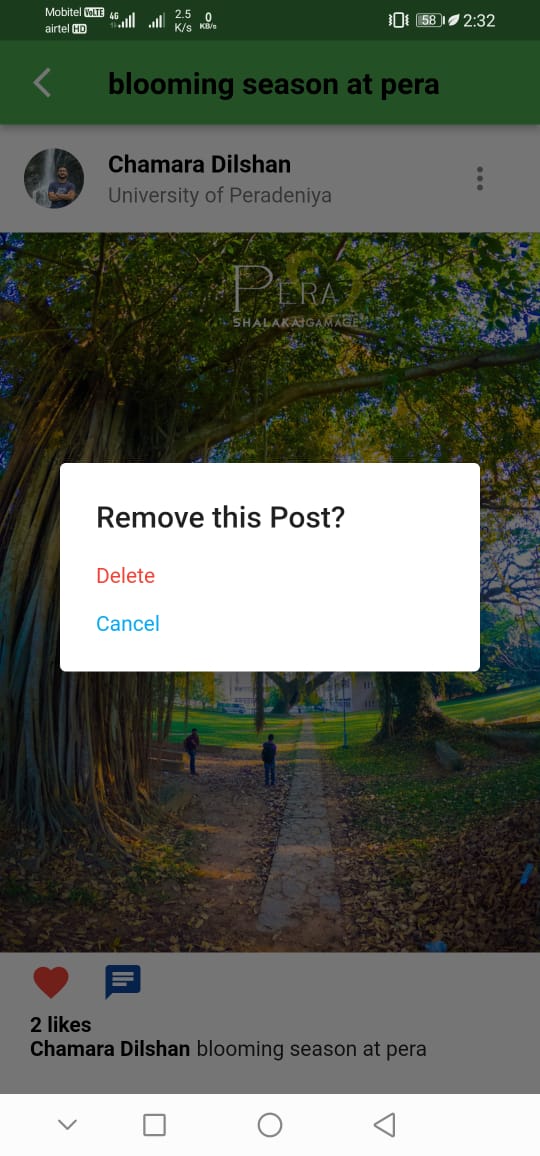 Mobitel VoLTE 4G 2.5 0 58 2:32
airtel HD K/s KB/s
blooming season at pera
Chamara Dilshan
University of Peradeniya
PERA
SHALAKA GAMAGE
Remove this Post?
Delete
Cancel
2 likes
Chamara Dilshan blooming season at pera